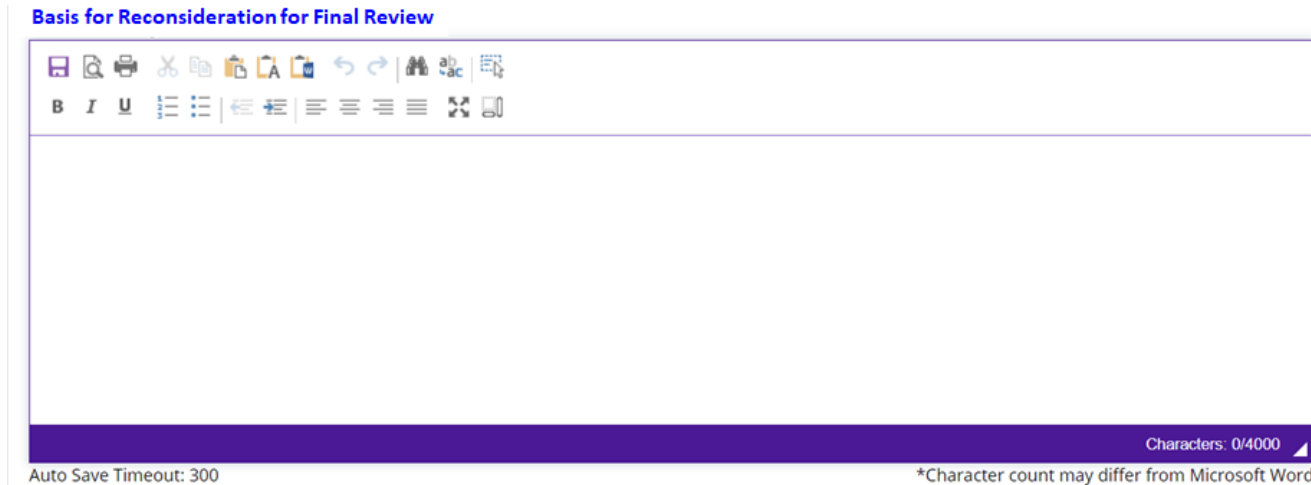 Basis for Reconsideration for Final Review
B I U
Characters: 0/4000
Auto Save Timeout: 300
*Character count may differ from Microsoft Word